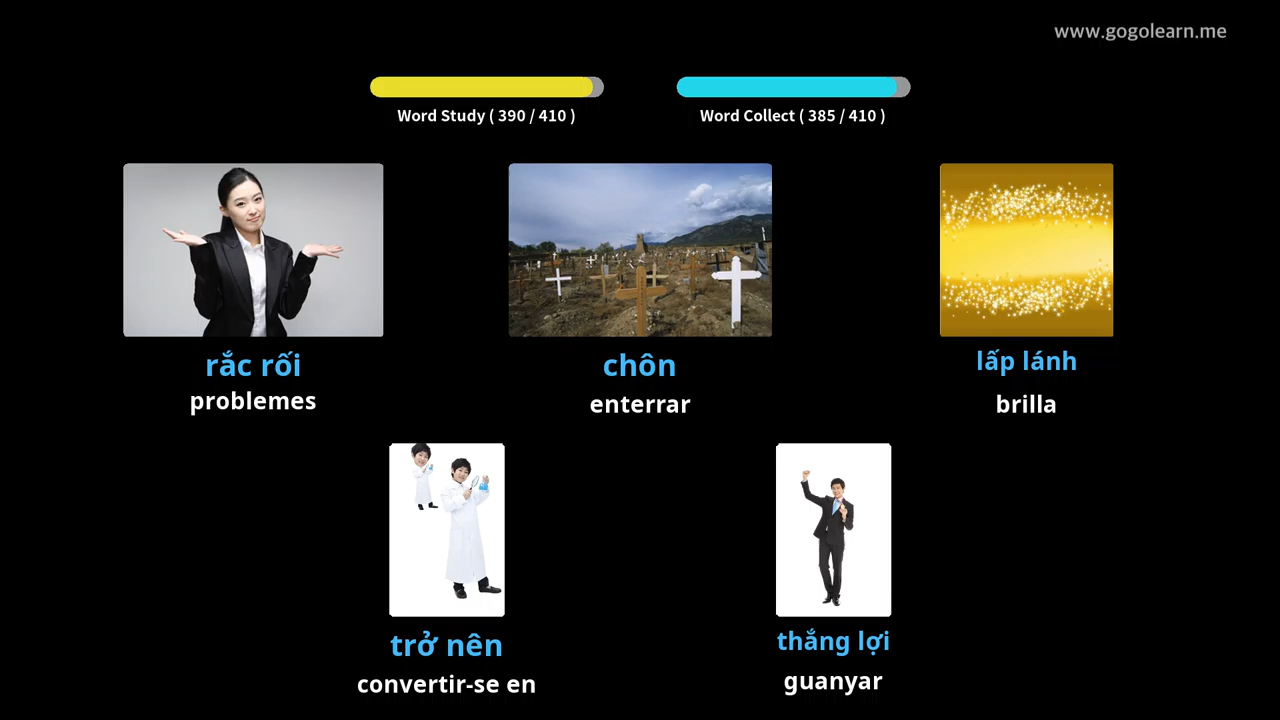 www.gogolearn.me
Word Study ( 390 / 410 )
Word Collect ( 385 / 410 )
rắc rối
problemes
chôn
enterrar
lấp lánh
brilla
trở nên
convertir-se en
thắng lợi
guanyar